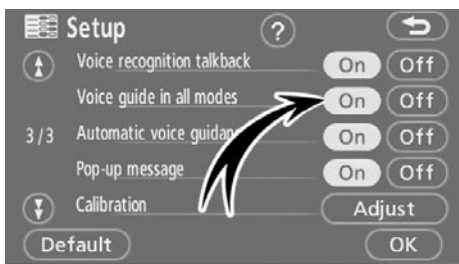 Setup ?
Voice recognition talkback On Off
Voice guide in all modes On Off
3/3 Automatic voice On Off
Pop-up message On Off
Calibration Adjust
Default OK